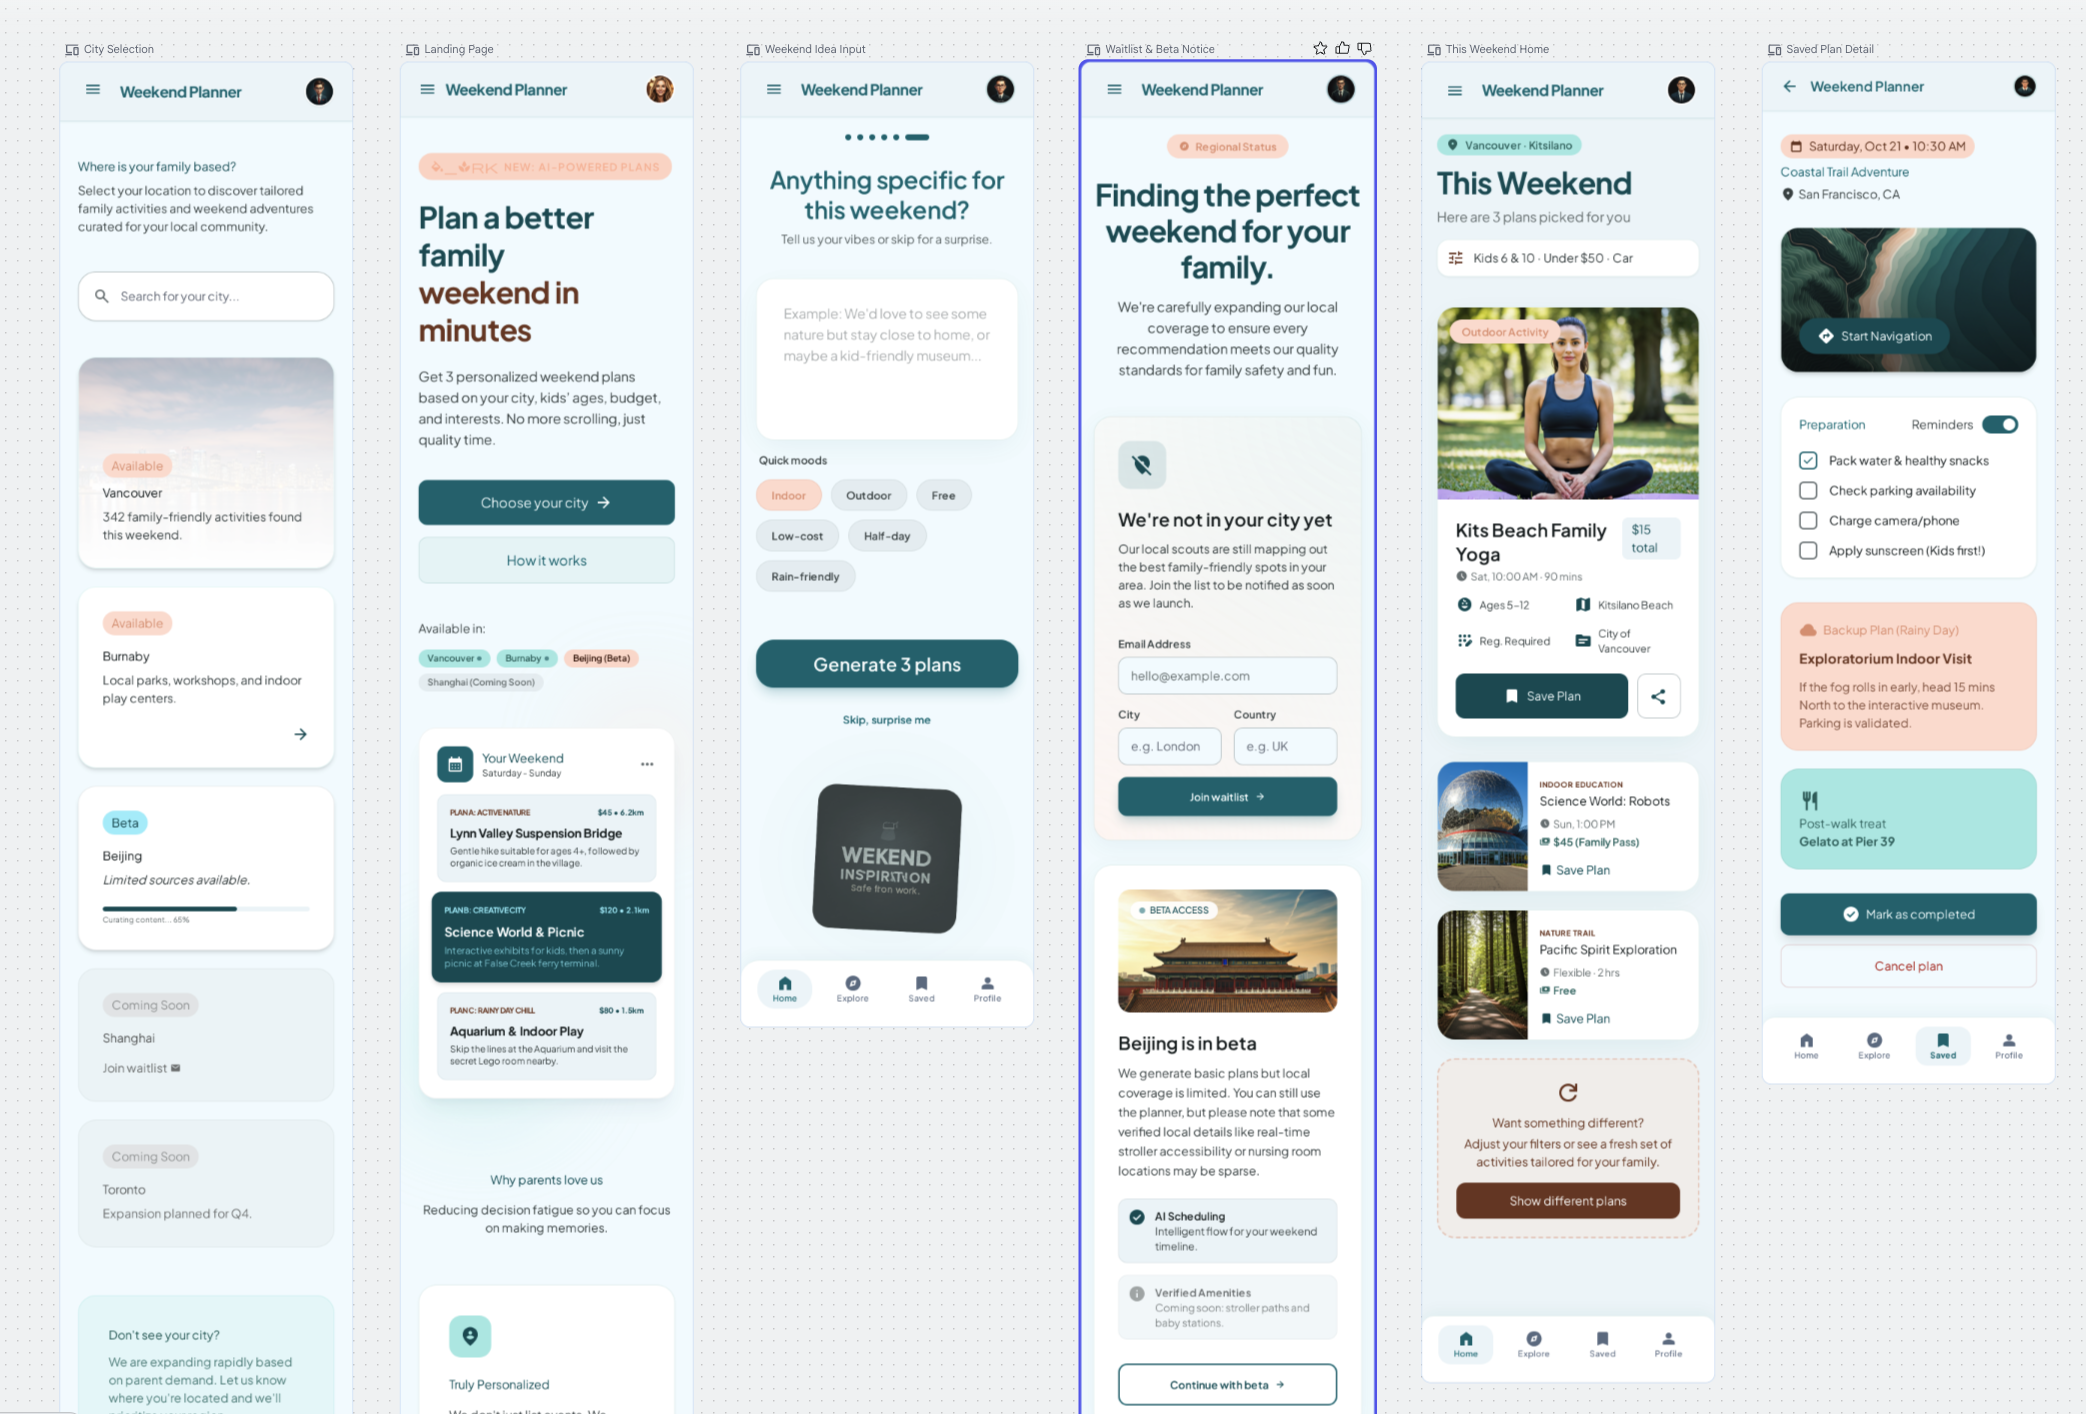 City Selection
Weekend Planner
Where is your family based?
Select your location to discover tailored
family activities and weekend adventures
curated for your local community.
Search for your city...
Available
Vancouver
342 family-friendly activities found
this weekend.
Available
Burnaby
Local parks, workshops, and indoor
play centers.
Beta
Beijing
Limited sources available.
Curating content... 65%
Coming Soon
Shanghai
Join waitlist
Coming Soon
Toronto
Expansion planned for Q4.
Don't see your city?
We are expanding rapidly based
on parent demand. Let us know
where you're located and we'll
Landing Page
Weekend Planner
NEW: AI-POWERED PLANS
Plan a better
family
weekend in
minutes
Get 3 personalized weekend plans
based on your city, kids' ages, budget,
and interests. No more scrolling, just
quality time.
Choose your city
How it works
Available in:
Vancouver
Burnaby
Beijing (Beta)
Shanghai (Coming Soon)
Your Weekend
Saturday - Sunday
PLAN A: ACTIVE NATURE
$45 • 6.2km
Lynn Valley Suspension Bridge
Gentle hike suitable for ages 4+, followed by
organic ice cream in the village.
PLAN B: CREATIVE CITY
$120 • 2.1km
Science World & Picnic
Interactive exhibits for kids, then a sunny
picnic at False Creek ferry terminal.
PLAN C: RAINY DAY CHILL
$80 • 1.5km
Aquarium & Indoor Play
Skip the lines at the Aquarium and visit the
secret Lego room nearby.
Why parents love us
Reducing decision fatigue so you can focus
on making memories.
Truly Personalized
We don't just list events. We
Weekend Idea Input
Weekend Planner
Anything specific for
this weekend?
Tell us your vibes or skip for a surprise.
Example: We'd love to see some
nature but stay close to home, or
maybe a kid-friendly museum...
Quick moods
Indoor
Outdoor
Free
Low-cost
Half-day
Rain-friendly
Generate 3 plans
Skip, surprise me
WEKEND
Safe
work.
Home
Explore
Saved
Profile
Waitlist & Beta Notice
Weekend Planner
Regional Status
Finding the perfect
weekend for your
family.
We're carefully expanding our local
coverage to ensure every
recommendation meets our quality
standards for family safety and fun.
We're not in your city yet
Our local scouts are still mapping out
the best family-friendly spots in your
area. Join the list to be notified as soon
as we launch.
Email Address
hello@example.com
City
Country
e.g. London
e.g. UK
Join waitlist
BETA ACCESS
Beijing is in beta
We generate basic plans but local
coverage is limited. You can still use
the planner, but please note that some
verified local details like real-time
stroller accessibility or nursing room
locations may be sparse.
AI Scheduling
Intelligent flow for your weekend
timeline.
Verified Amenities
Coming soon: stroller paths and
baby stations.
Continue with beta
This Weekend Home
Weekend Planner
Vancouver · Kitsilano
This Weekend
Here are 3 plans picked for you
Kids 6 & 10 · Under $50 · Car
Outdoor Activity
Kits Beach Family
Yoga
$15
total
Sat, 10:00 AM · 90 mins
Ages 5–12
Kitsilano Beach
Reg. Required
City of
Vancouver
Save Plan
INDOOR EDUCATION
Science World: Robots
Sun, 1:00 PM
$45 (Family Pass)
Save Plan
NATURE TRAIL
Pacific Spirit Exploration
Flexible · 2 hrs
Free
Save Plan
Want something different?
Adjust your filters or see a fresh set of
activities tailored for your family.
Show different plans
Home
Explore
Saved
Profile
Saved Plan Detail
Weekend Planner
Saturday, Oct 21 • 10:30 AM
Coastal Trail Adventure
San Francisco, CA
Start Navigation
Preparation
Reminders
Pack water & healthy snacks
Check parking availability
Charge camera/phone
Apply sunscreen (Kids first!)
Backup Plan (Rainy Day)
Exploratorium Indoor Visit
If the fog rolls in early, head 15 mins
North to the interactive museum.
Parking is validated.
Post-walk treat
Gelato at Pier 39
Mark as completed
Cancel plan
Home
Explore
Saved
Profile